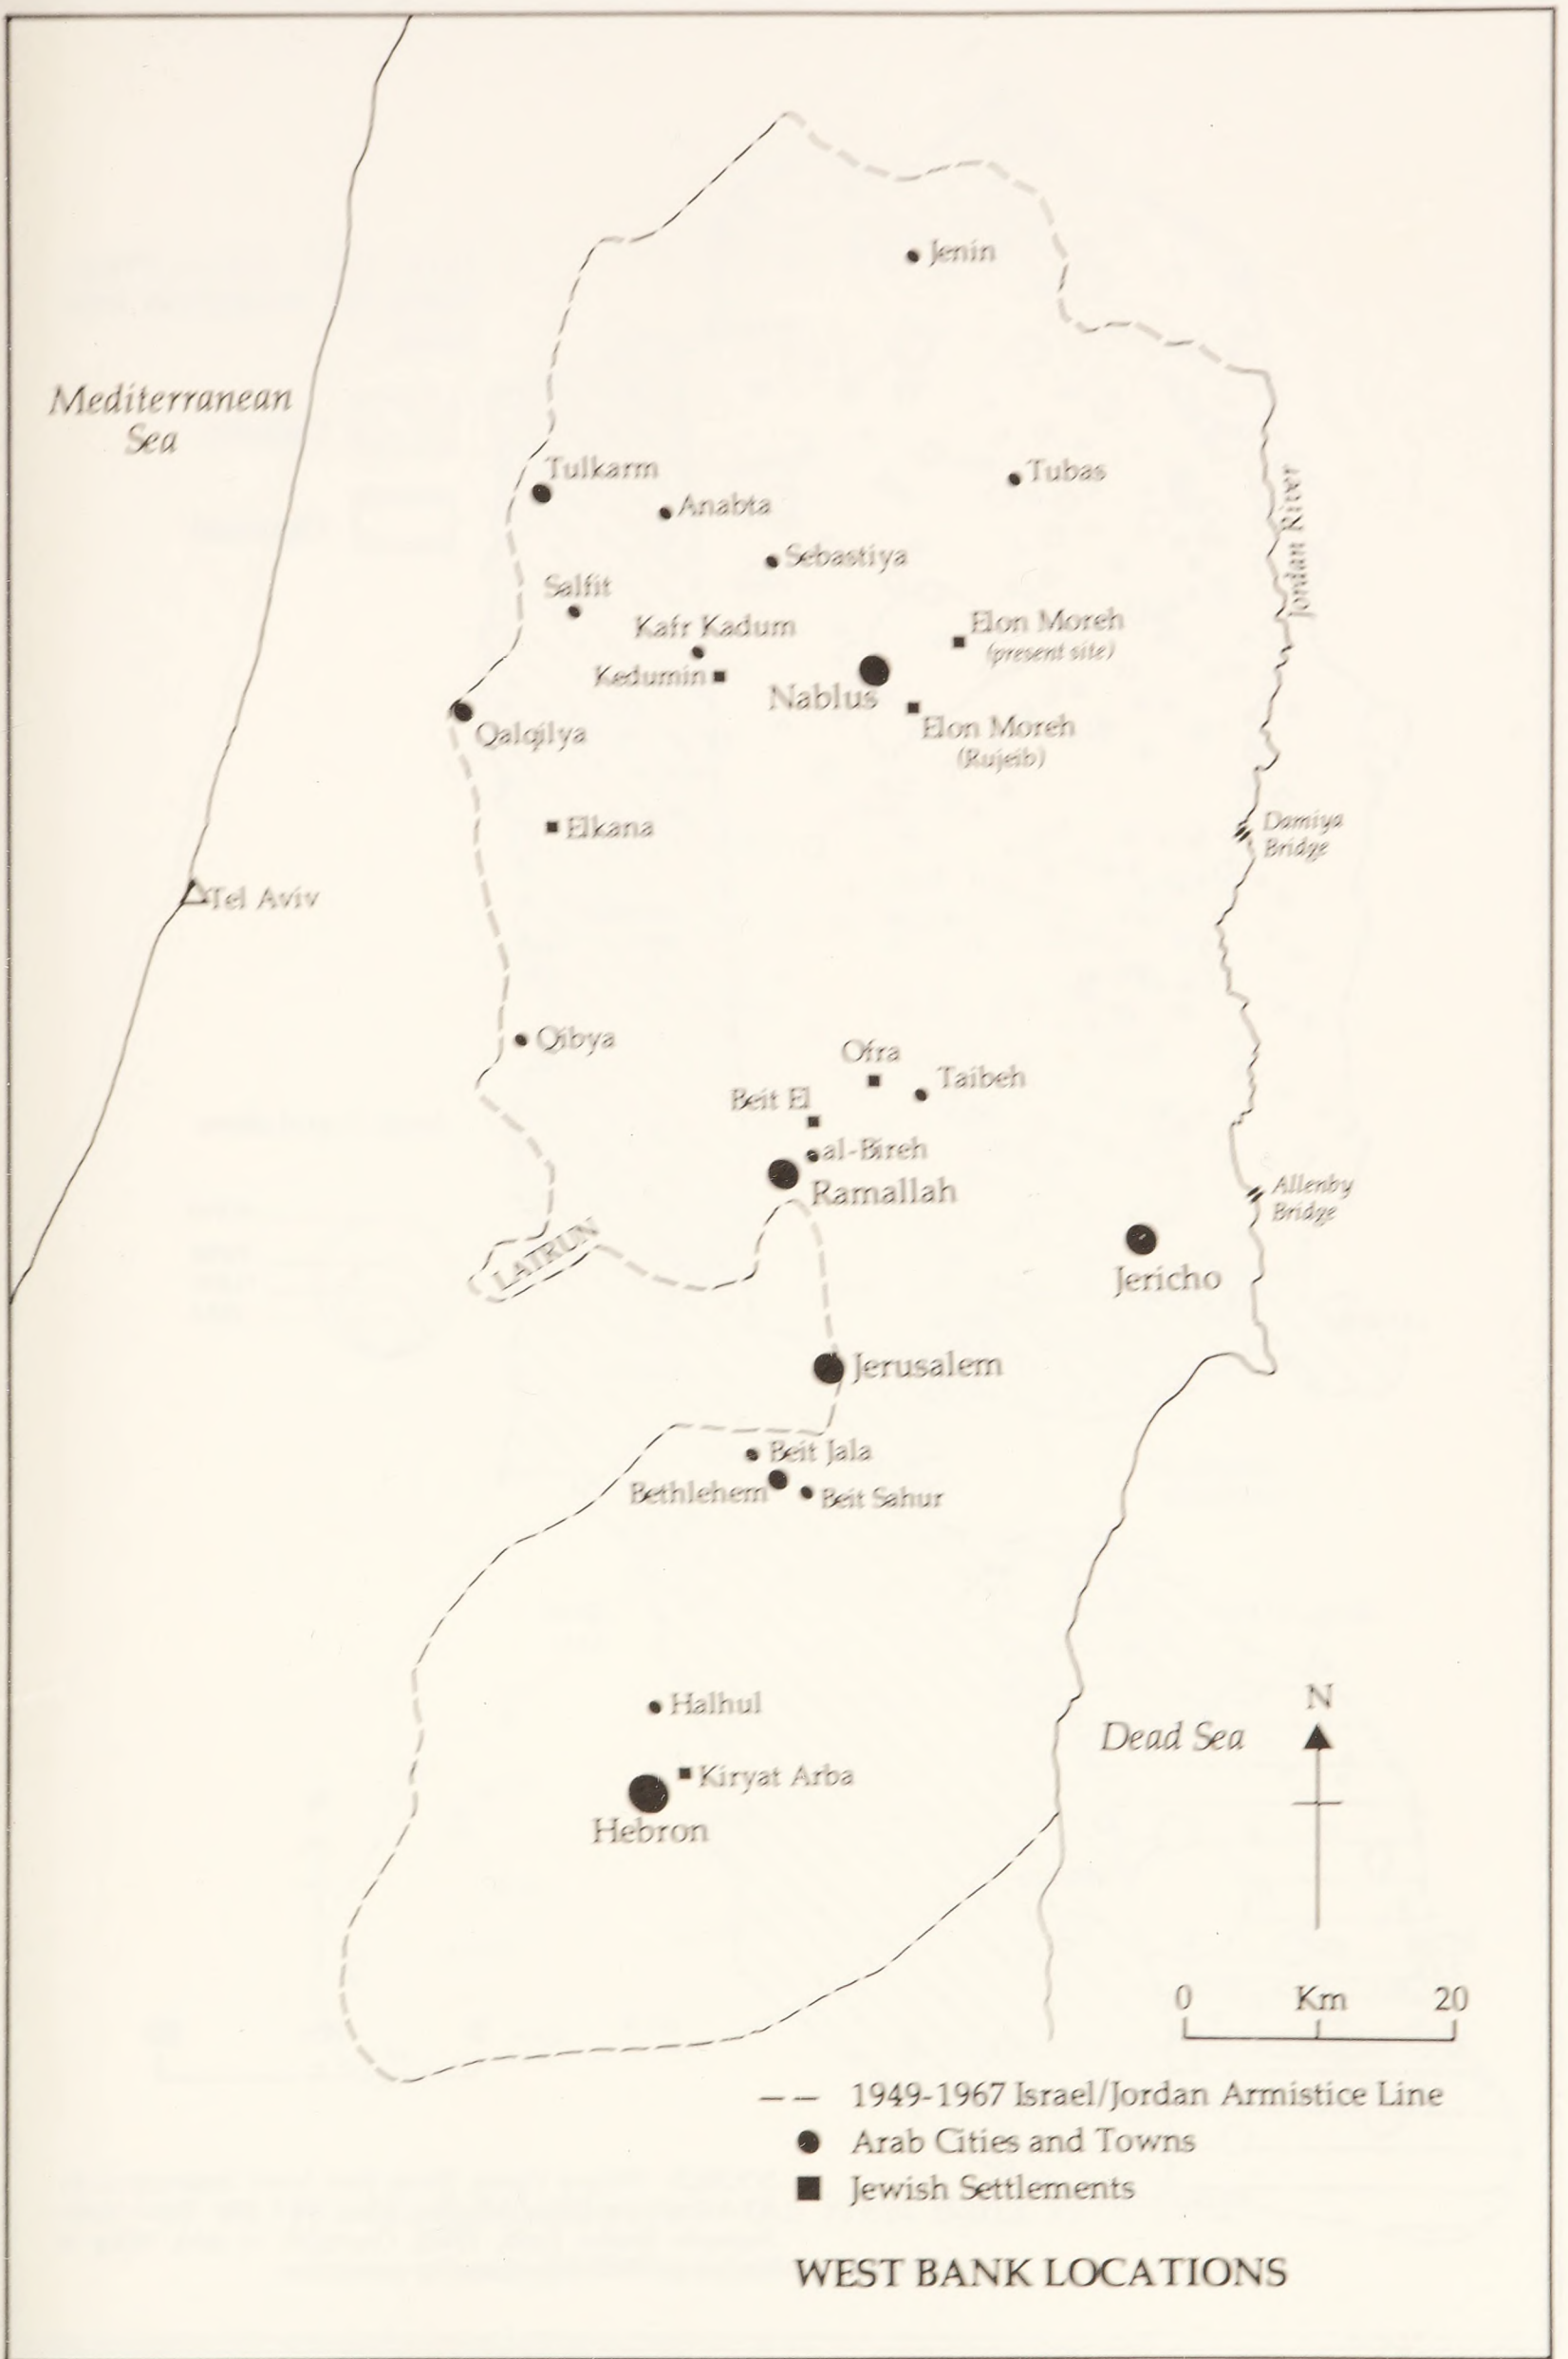 Jenin
Mediterranean
Sea
Tulkarm
Anabta
Tubas
Jordan River
Sebastiya
Salfit
Kafr Kadum
Kedumin
Elon Moreh
(present site)
Nablus
Elon Moreh
(Rujeib)
Qalqilya
Elkana
Damiya
Bridge
Tel Aviv
Qibya
Ofra
Taibeh
Beit El
al-Bireh
Ramallah
Allenby
Bridge
LATRUN
Jericho
Jerusalem
Beit Jala
Bethlehem
Beit Sahur
Halhul
Kiryat Arba
Hebron
Dead Sea
N
0 Km 20
1949-1967 Israel/Jordan Armistice Line
Arab Cities and Towns
Jewish Settlements
WEST BANK LOCATIONS